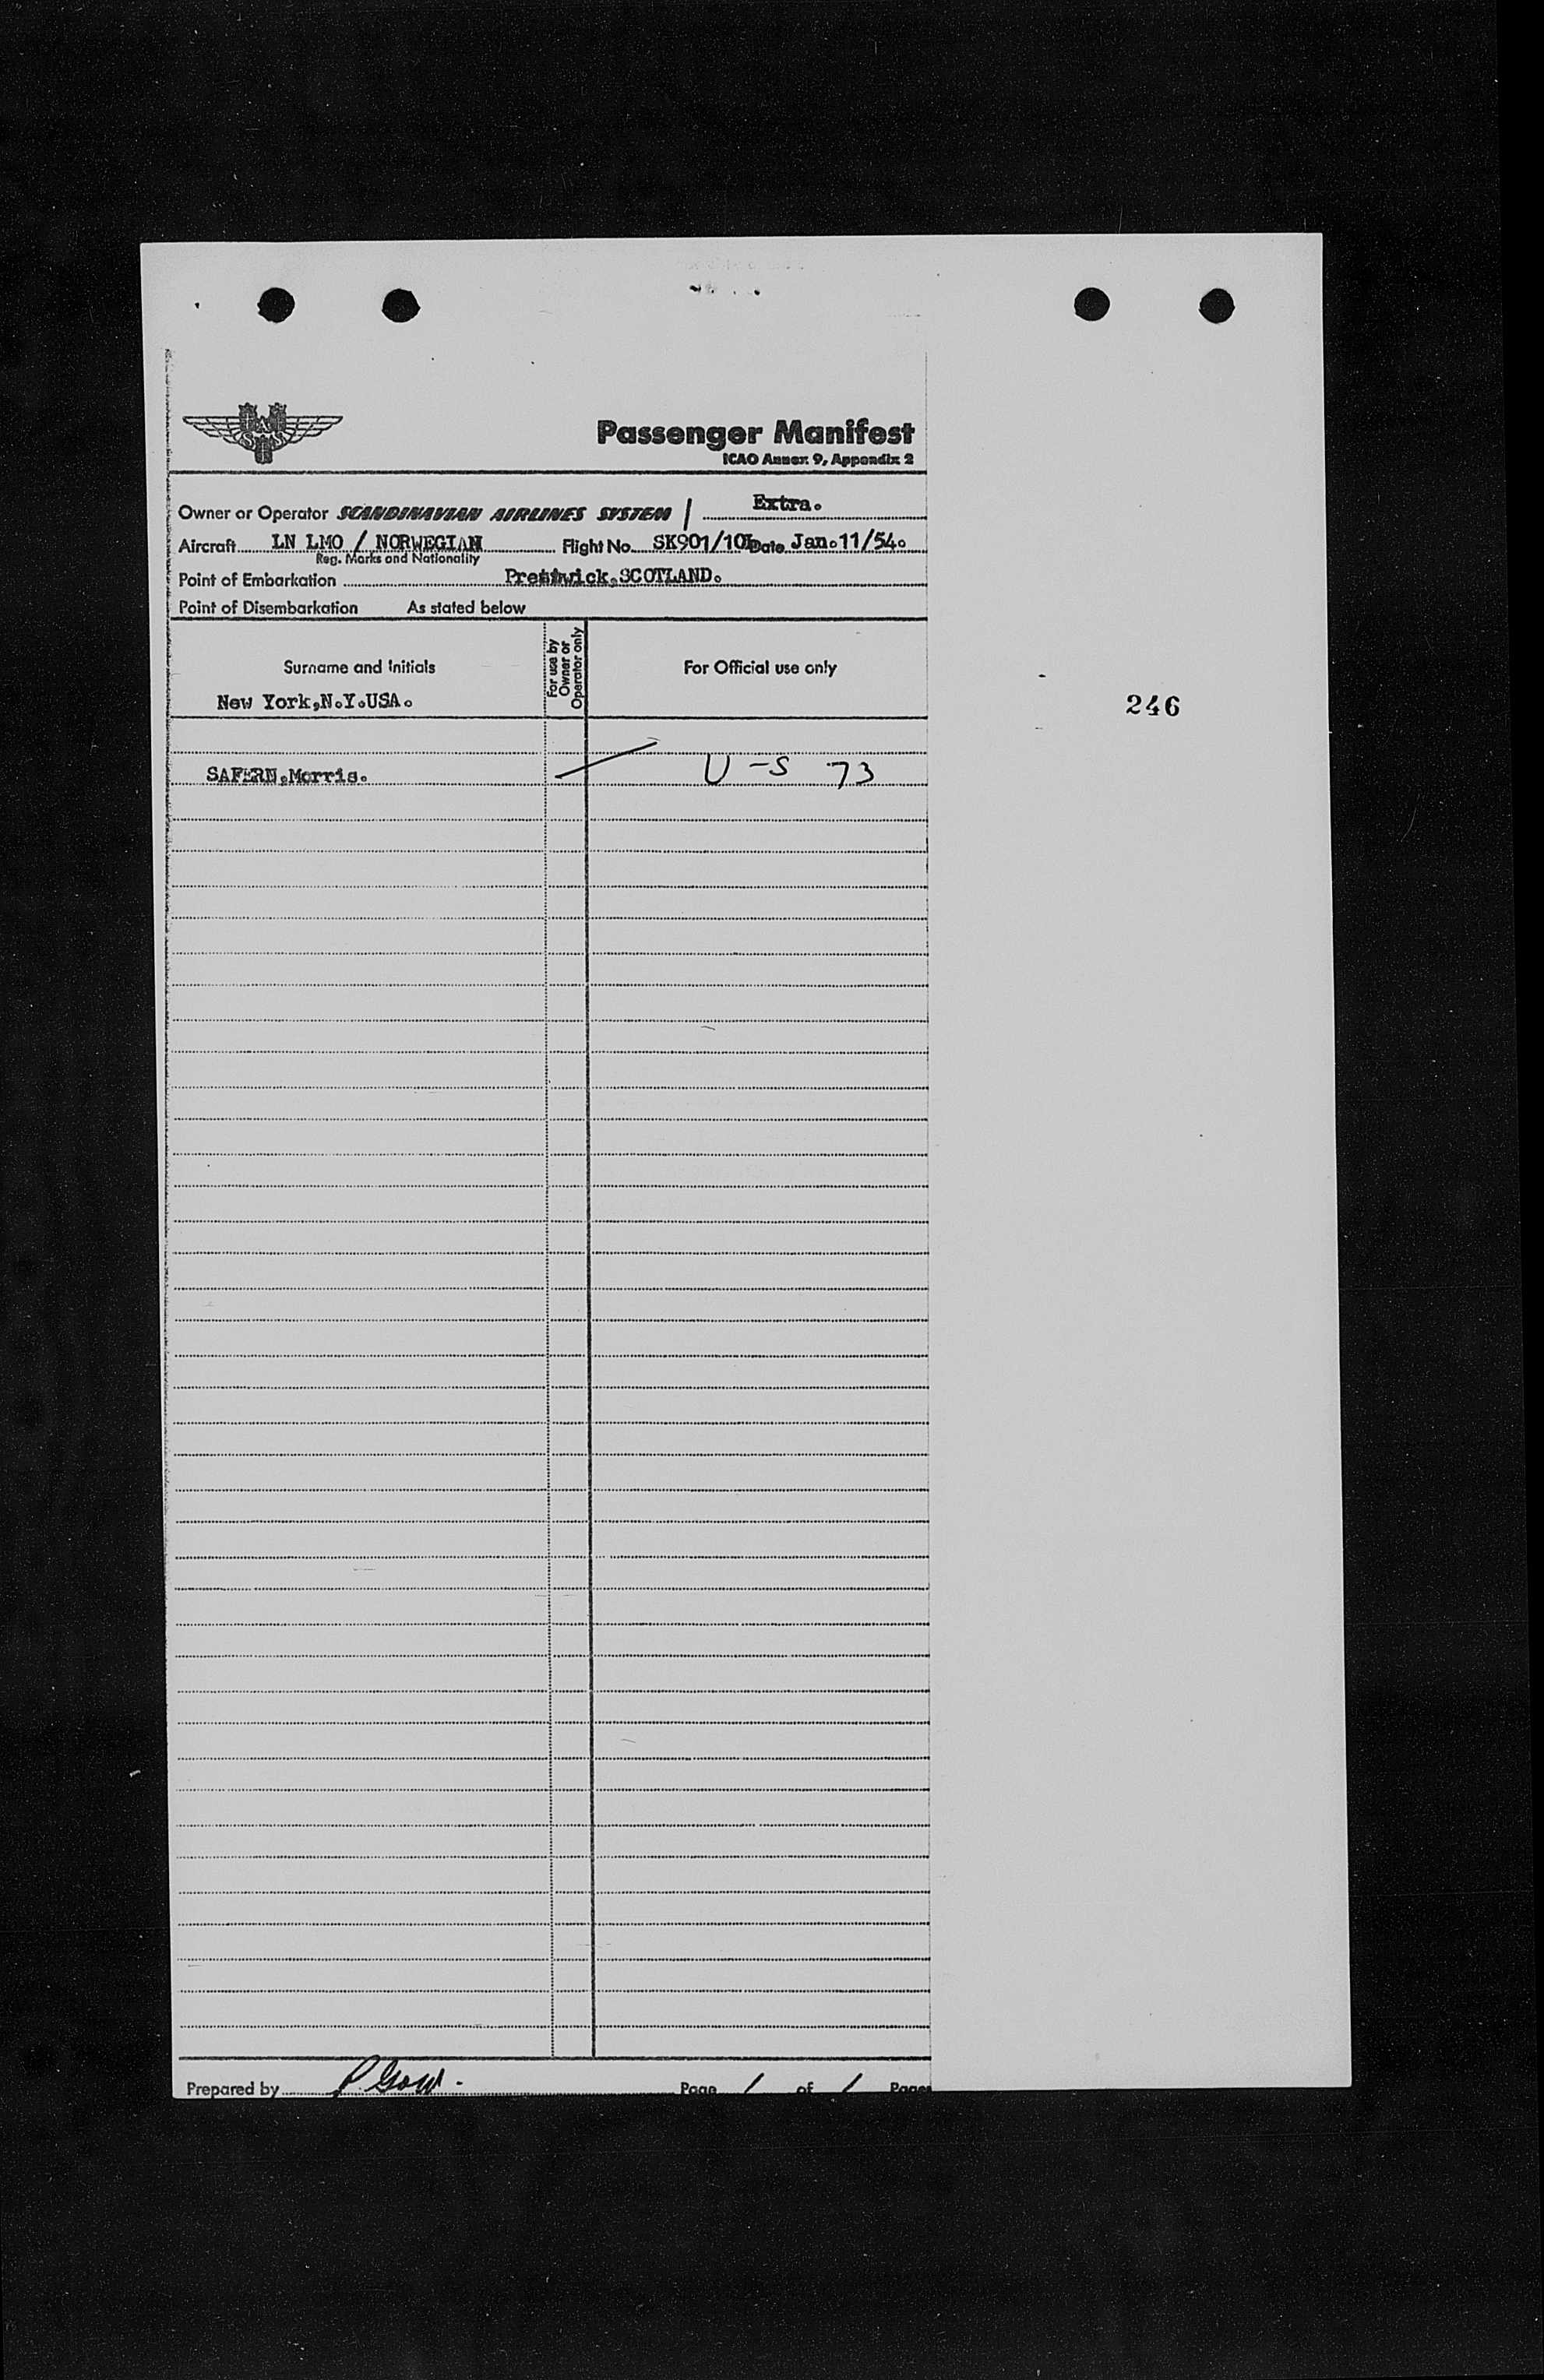 Passenger Manifest
ICAO Annex 9, Appendix 2
Owner or Operator SCANDINAVIAN AIRLINES SYSTEM / Extra.
Aircraft LN LMO / NORWEGIAN Flight No. SK901/10 Date Jan.11/54.
Reg. Marks and Nationality
Point of Embarkation Prestwick,SCOTLAND.
Point of Disembarkation As stated below
Surname and Initials
For use by
Owner or
Operator only
For Official use only
New York,N.Y.USA.
246
SAFERN,Morris. U-S 73
Prepared by P. Gow. Page 1 of 1 Pages